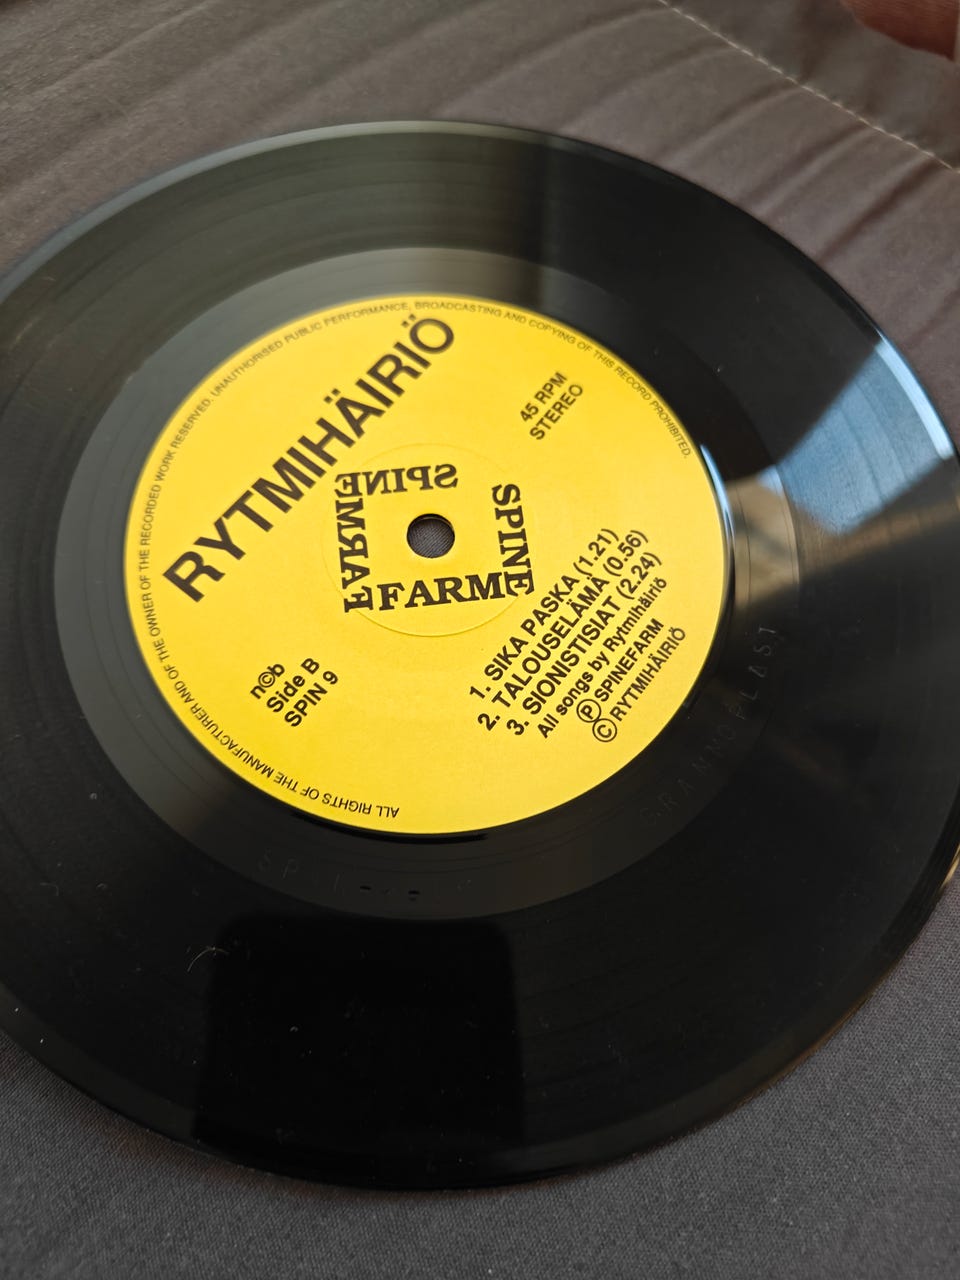 ALL RIGHTS OF THE MANUFACTURER AND OF THE OWNER OF THE RECORDED WORK RESERVED. UNAUTHORISED PUBLIC PERFORMANCE, BROADCASTING AND COPYING OF THIS RECORD PROHIBITED.
RYTMIHÄIRIÖ
45 RPM
STEREO
SPINE
FARM
SPINE
FARM
n©b
Side B
SPIN 9
1. SIKA PASKA (1.21)
2. TALOUSELÄMÄ (0.56)
3. SIONISTISIAT (2.24)
All songs by Rytmihäiriö
Ⓟ SPINEFARM
© RYTMIHÄIRIÖ
GRAMMOPLAST